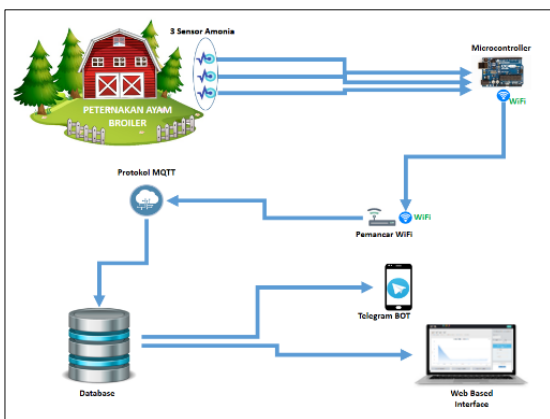 3 Sensor Amonia
Microcontroller
WiFi
PETERNAKAN AYAM
BROILER
Protokol MQTT
WiFi
Pemancar WiFi
Telegram BOT
Database
Web Based
Interface